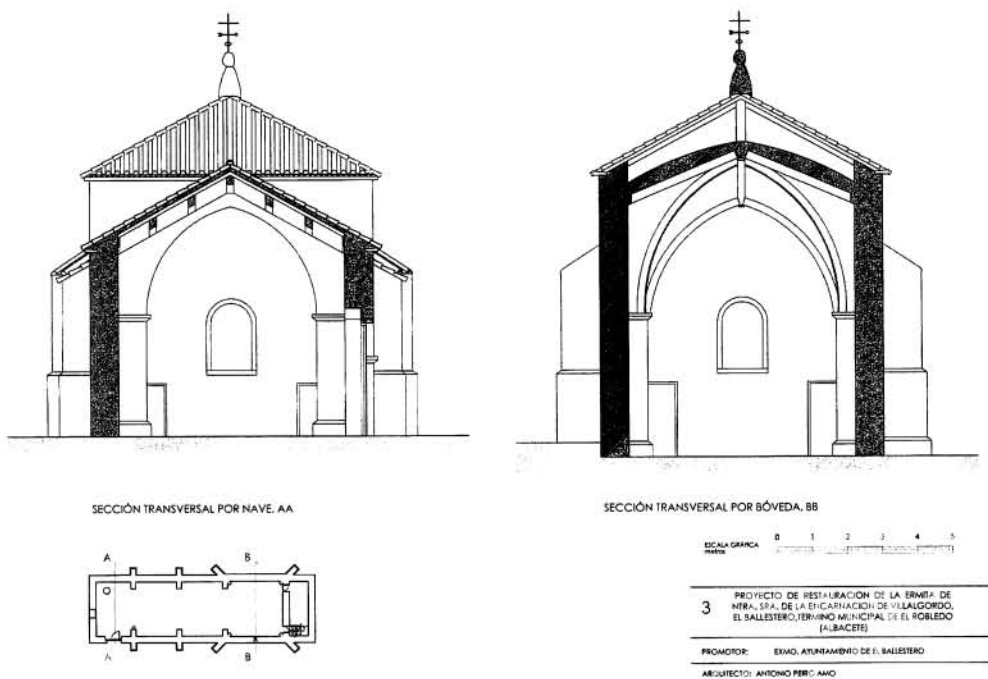 SECCIÓN TRANSVERSAL POR NAVE, AA
SECCIÓN TRANSVERSAL POR BÓVEDA, BB
A
B
A
B
ESCALA GRÁFICA
metros
0 1 2 3 4 5
3
PROYECTO DE RESTAURACIÓN DE LA ERMITA DE
NTRA. SRA. DE LA ENCARNACIÓN DE VILLALGORDO,
EL BALLESTERO, TERMINO MUNICIPAL DE EL ROBLEDO
(ALBACETE)
PROMOTOR: EXMO. AYUNTAMIENTO DE EL BALLESTERO
ARQUITECTO: ANTONIO PEIRO AMO